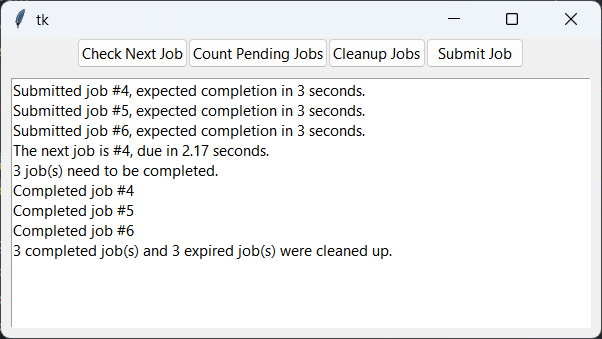 tk
Check Next Job Count Pending Jobs Cleanup Jobs Submit Job
Submitted job #4, expected completion in 3 seconds.
Submitted job #5, expected completion in 3 seconds.
Submitted job #6, expected completion in 3 seconds.
The next job is #4, due in 2.17 seconds.
3 job(s) need to be completed.
Completed job #4
Completed job #5
Completed job #6
3 completed job(s) and 3 expired job(s) were cleaned up.